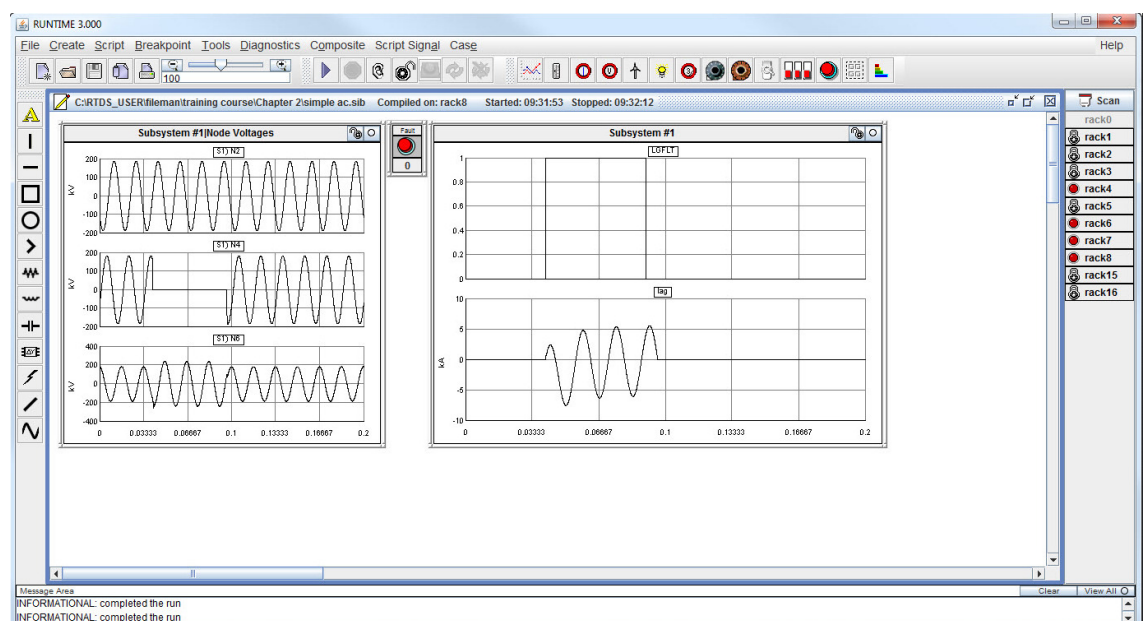 RUNTIME 3.000
File Create Script Breakpoint Tools Diagnostics Composite Script Signal Case Help
100
C:\RTDS_USER\fileman\training course\Chapter 2\simple ac.sib Compiled on: rack8 Started: 09:31:53 Stopped: 09:32:12
Scan
rack0
rack1
rack2
rack3
rack4
rack5
rack6
rack7
rack8
rack15
rack16
A
Subsystem #1|Node Voltages
S1) N2
kV
200
100
0
-100
-200
S1) N4
kV
200
100
0
-100
-200
S1) N6
kV
400
200
0
-200
-400
0 0.03333 0.06667 0.1 0.13333 0.16667 0.2
Fault
0
Subsystem #1
LGFLT
1
0.8
0.6
0.4
0.2
0
Iag
kA
10
5
0
-5
-10
0 0.03333 0.06667 0.1 0.13333 0.16667 0.2
Message Area Clear View All
INFORMATIONAL: completed the run
INFORMATIONAL: completed the run